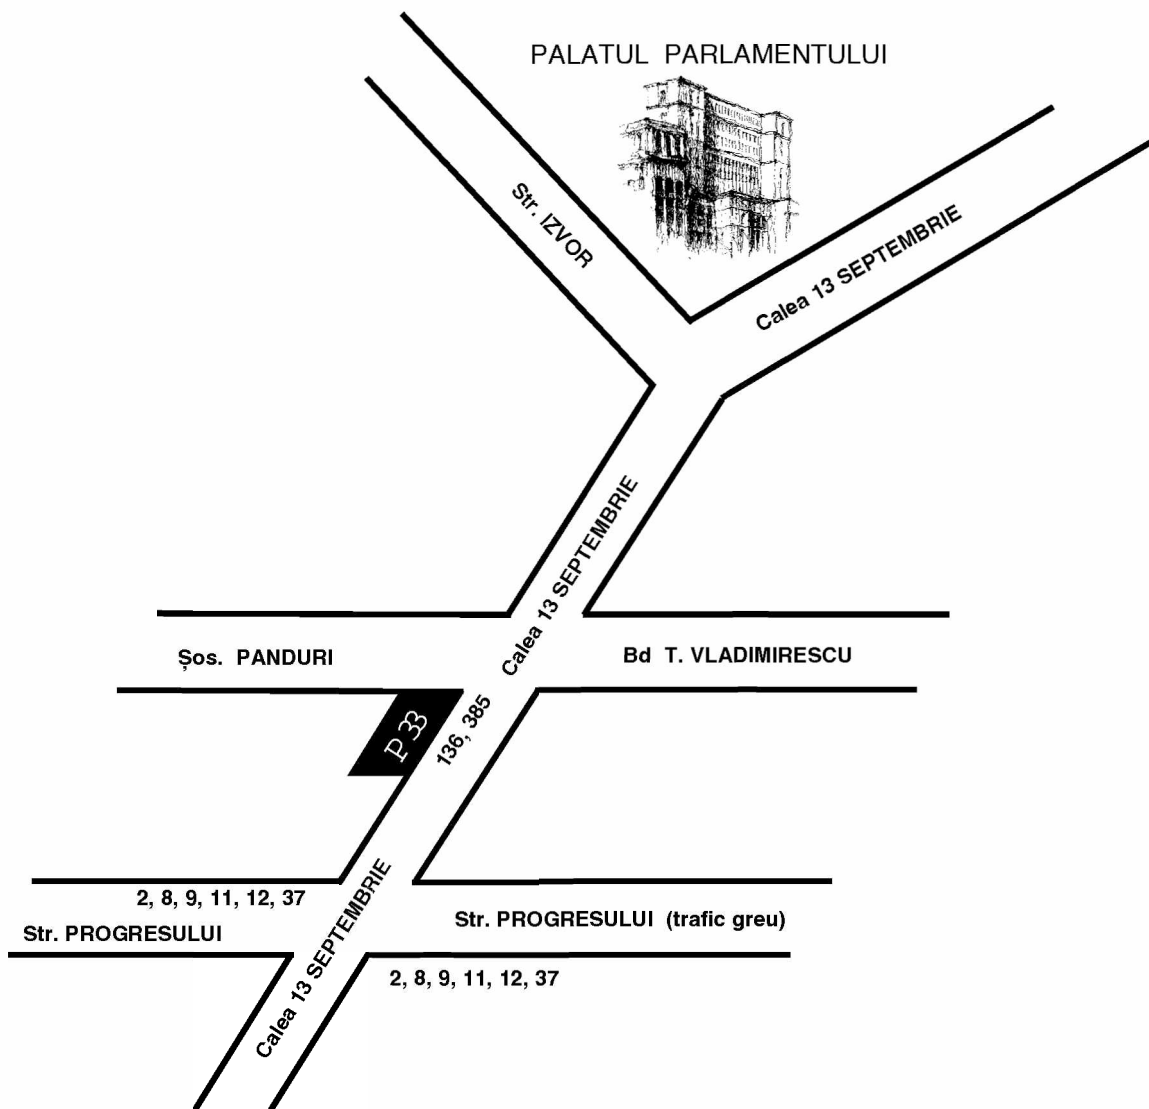 PALATUL PARLAMENTULUI
Str. IZVOR
Calea 13 SEPTEMBRIE
Calea 13 SEPTEMBRIE
Șos. PANDURI
Bd T. VLADIMIRESCU
P 33
136, 385
2, 8, 9, 11, 12, 37
Str. PROGRESULUI
Calea 13 SEPTEMBRIE
Str. PROGRESULUI (trafic greu)
2, 8, 9, 11, 12, 37